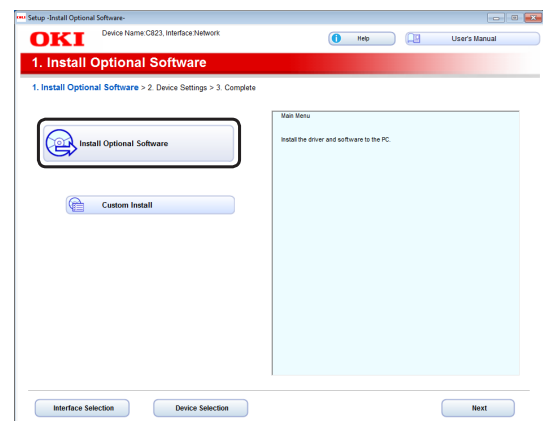 Setup -Install Optional Software-
OKI
Device Name:C823, Interface:Network
Help
User's Manual
1. Install Optional Software
1. Install Optional Software > 2. Device Settings > 3. Complete
Install Optional Software
Custom Install
Main Menu
Install the driver and software to the PC.
Interface Selection
Device Selection
Next